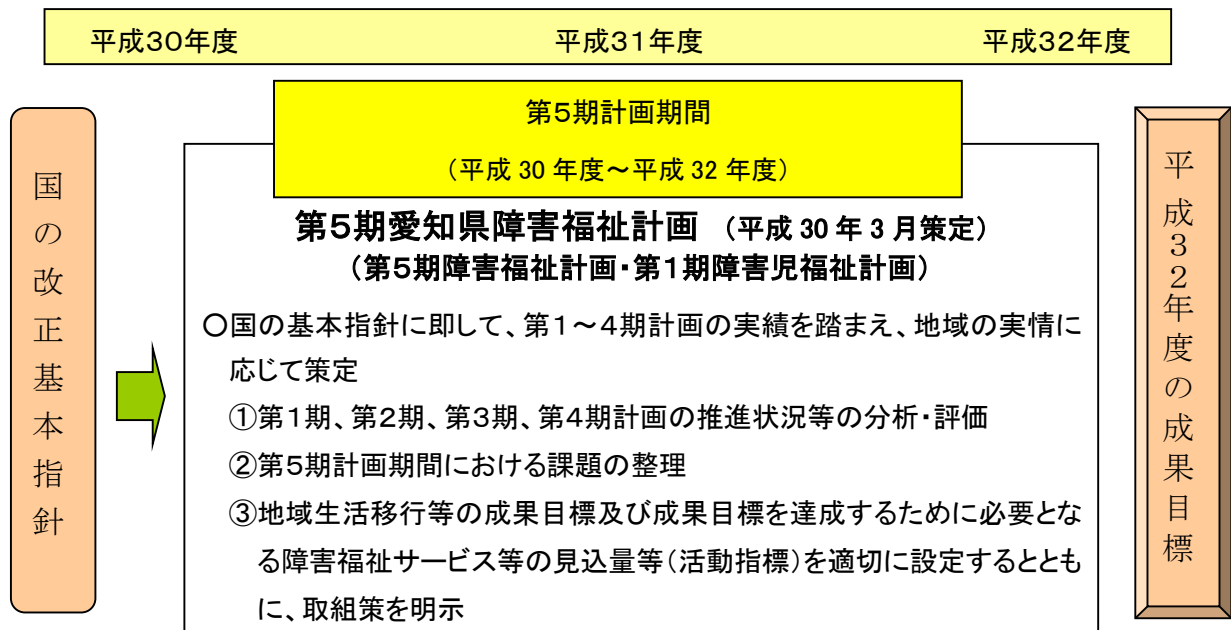 平成30年度 平成31年度 平成32年度
第5期計画期間
(平成 30 年度~平成 32 年度)
国の改正基本指針
第5期愛知県障害福祉計画 (平成 30 年 3 月策定)
(第5期障害福祉計画・第1期障害児福祉計画)
○国の基本指針に即して、第1~4期計画の実績を踏まえ、地域の実情に
応じて策定
①第1期、第2期、第3期、第4期計画の推進状況等の分析・評価
②第5期計画期間における課題の整理
③地域生活移行等の成果目標及び成果目標を達成するために必要とな
る障害福祉サービス等の見込量等(活動指標)を適切に設定するととも
に、取組策を明示
平成32年度の成果目標